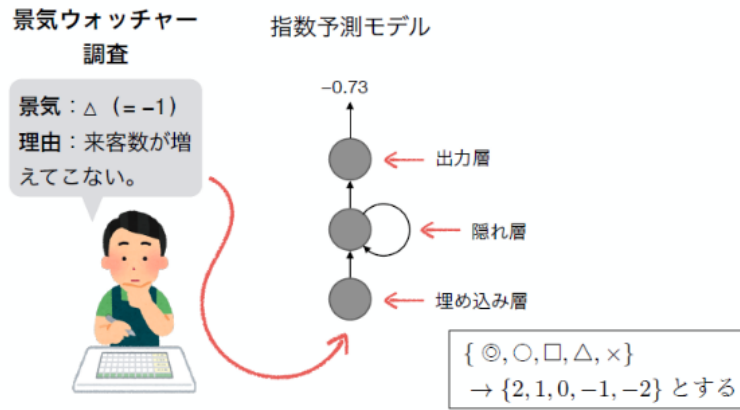 景気ウォッチャー
調査
指数予測モデル
景気：△ (= −1)
理由：来客数が増
えてこない。
−0.73
出力層
隠れ層
埋め込み層
{ ◎, ○, □, △, × }
→ {2, 1, 0, −1, −2} とする